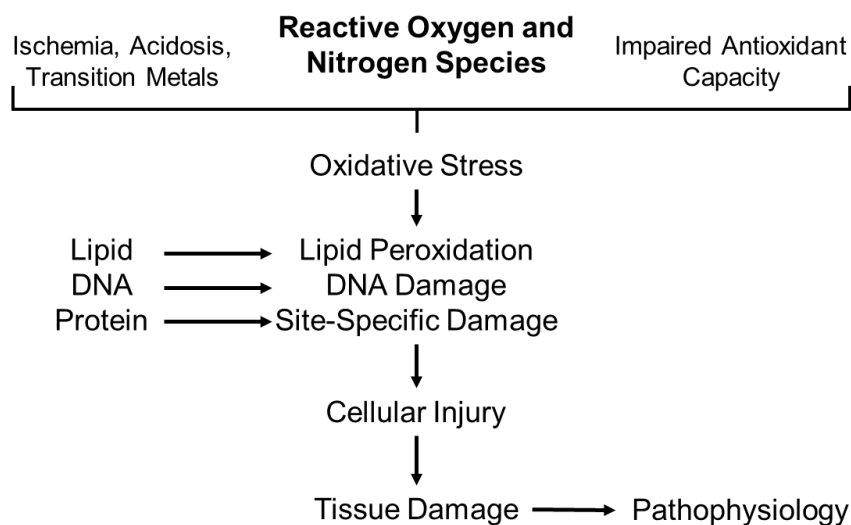 Ischemia, Acidosis,
Transition Metals
Reactive Oxygen and
Nitrogen Species
Impaired Antioxidant
Capacity
Oxidative Stress
Lipid
Lipid Peroxidation
DNA
DNA Damage
Protein
Site-Specific Damage
Cellular Injury
Tissue Damage
Pathophysiology